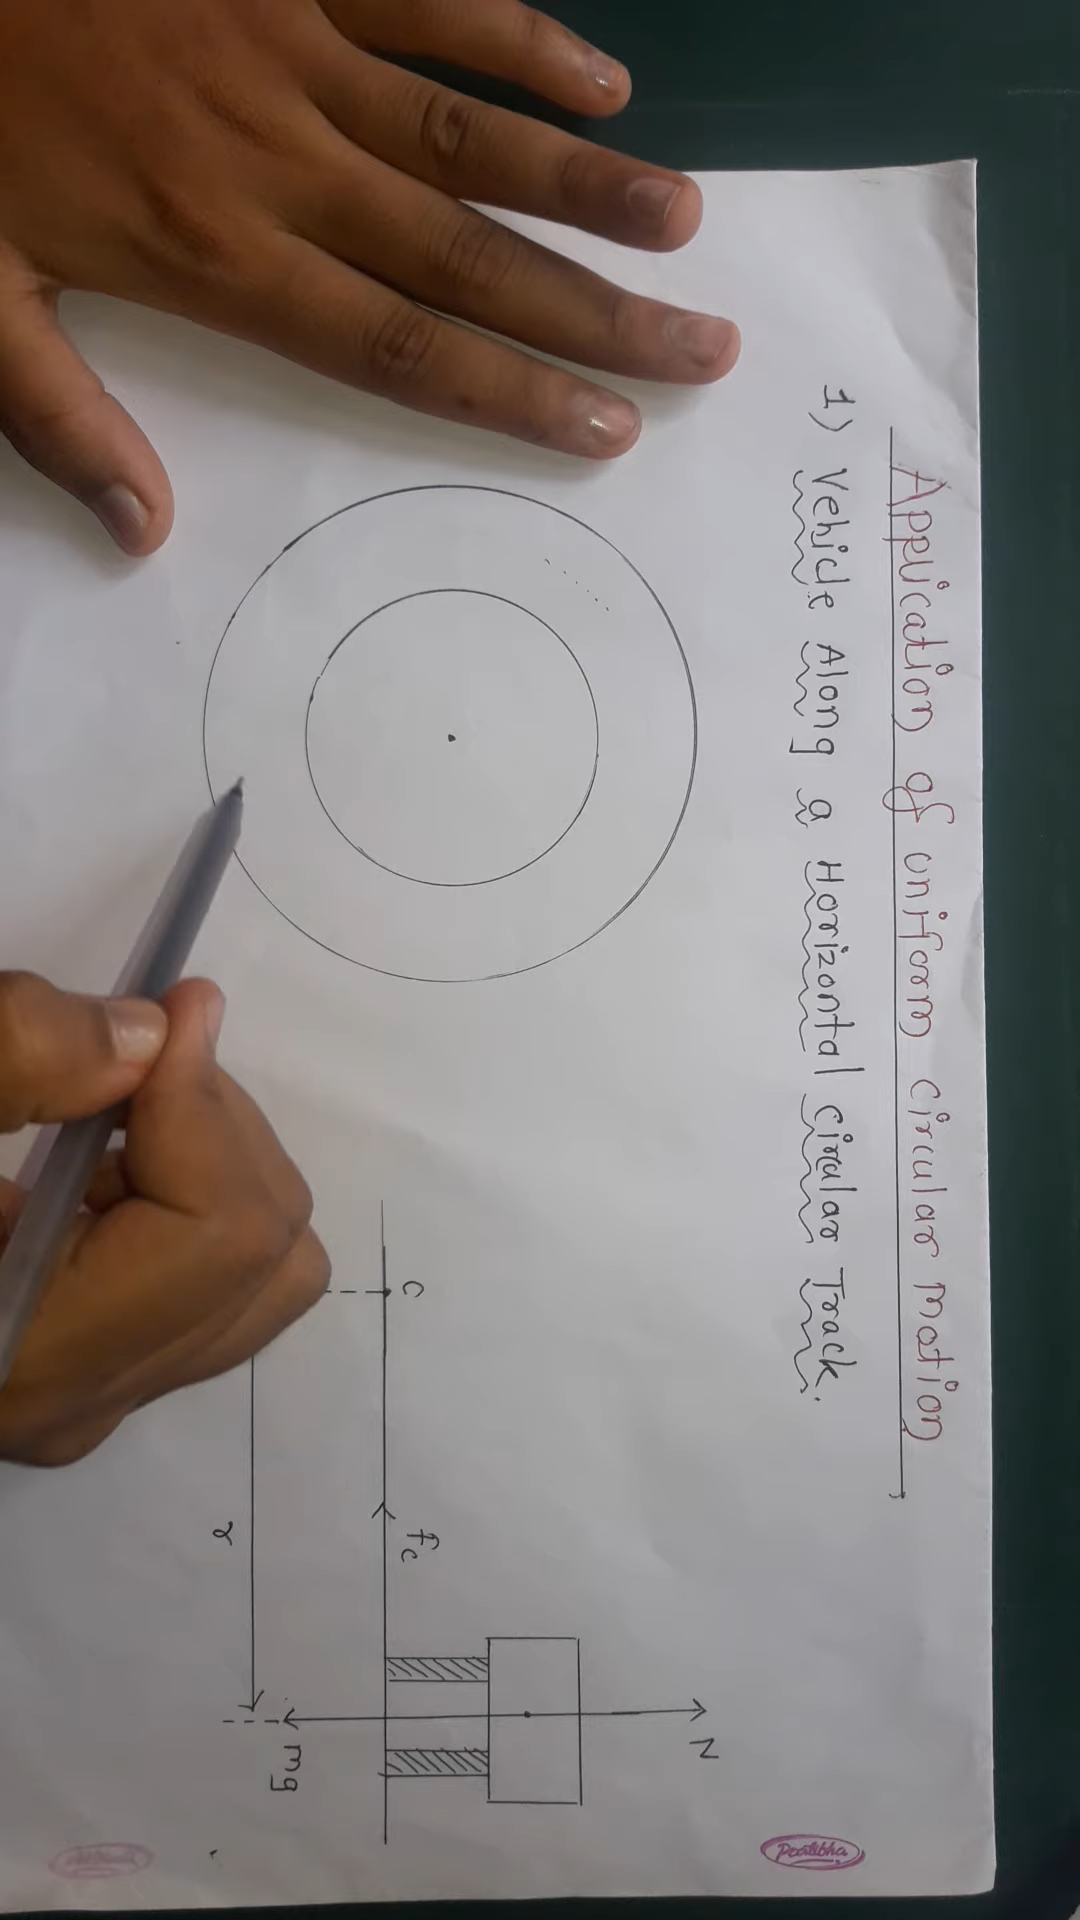 Application of uniform circular motion
1) Vehicle Along a Horizontal Circular Track.
N
C
fc
mg
r
Pratibha